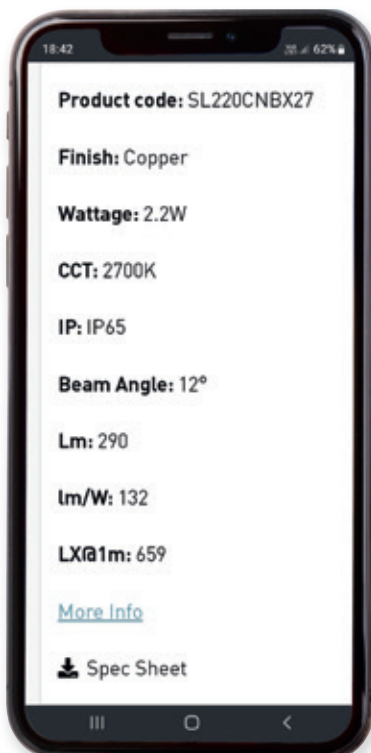 18:42
62%
Product code: SL220CNBX27
Finish: Copper
Wattage: 2.2W
CCT: 2700K
IP: IP65
Beam Angle: 12º
Lm: 290
lm/W: 132
LX@1m: 659
More Info
Spec Sheet